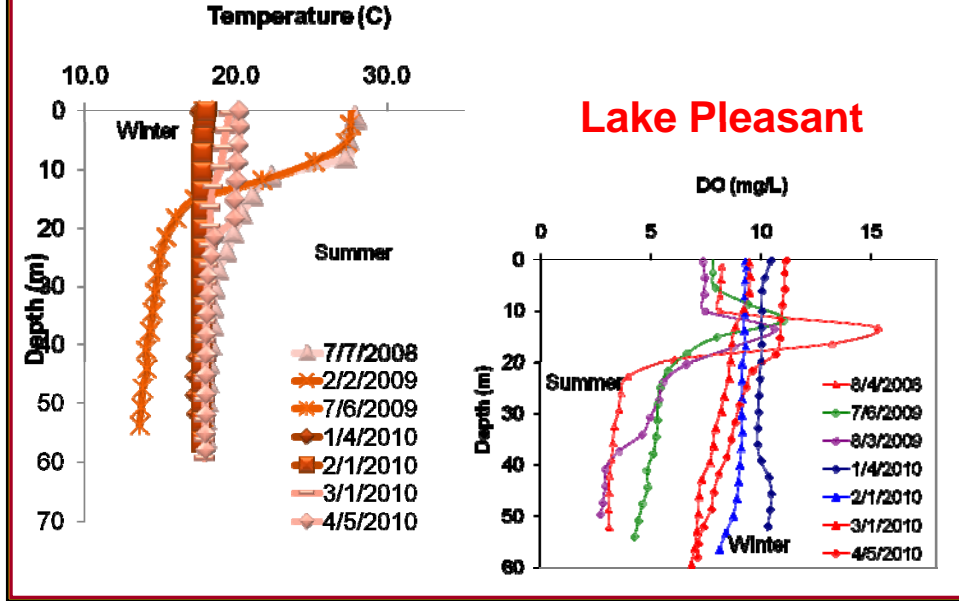 Temperature (C)
10.0 20.0 30.0
0
10
20
30
40
50
60
70
Depth (m)
Winter
Summer
7/7/2008
2/2/2009
7/6/2009
1/4/2010
2/1/2010
3/1/2010
4/5/2010
Lake Pleasant
DO (mg/L)
0 5 10 15
0
10
20
30
40
50
60
Depth (m)
Summer
Winter
8/4/2008
7/6/2009
8/3/2009
1/4/2010
2/1/2010
3/1/2010
4/5/2010